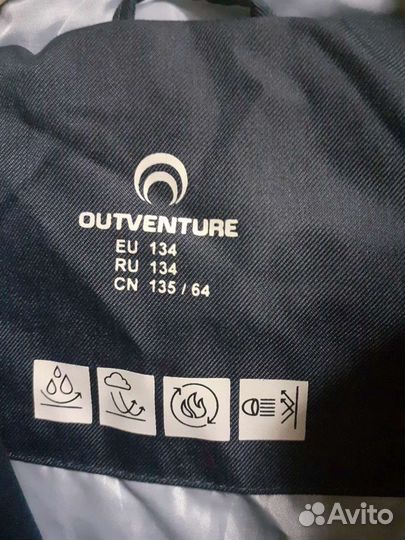 OUTVENTURE
EU 134
RU 134
CN 135 / 64
Avito